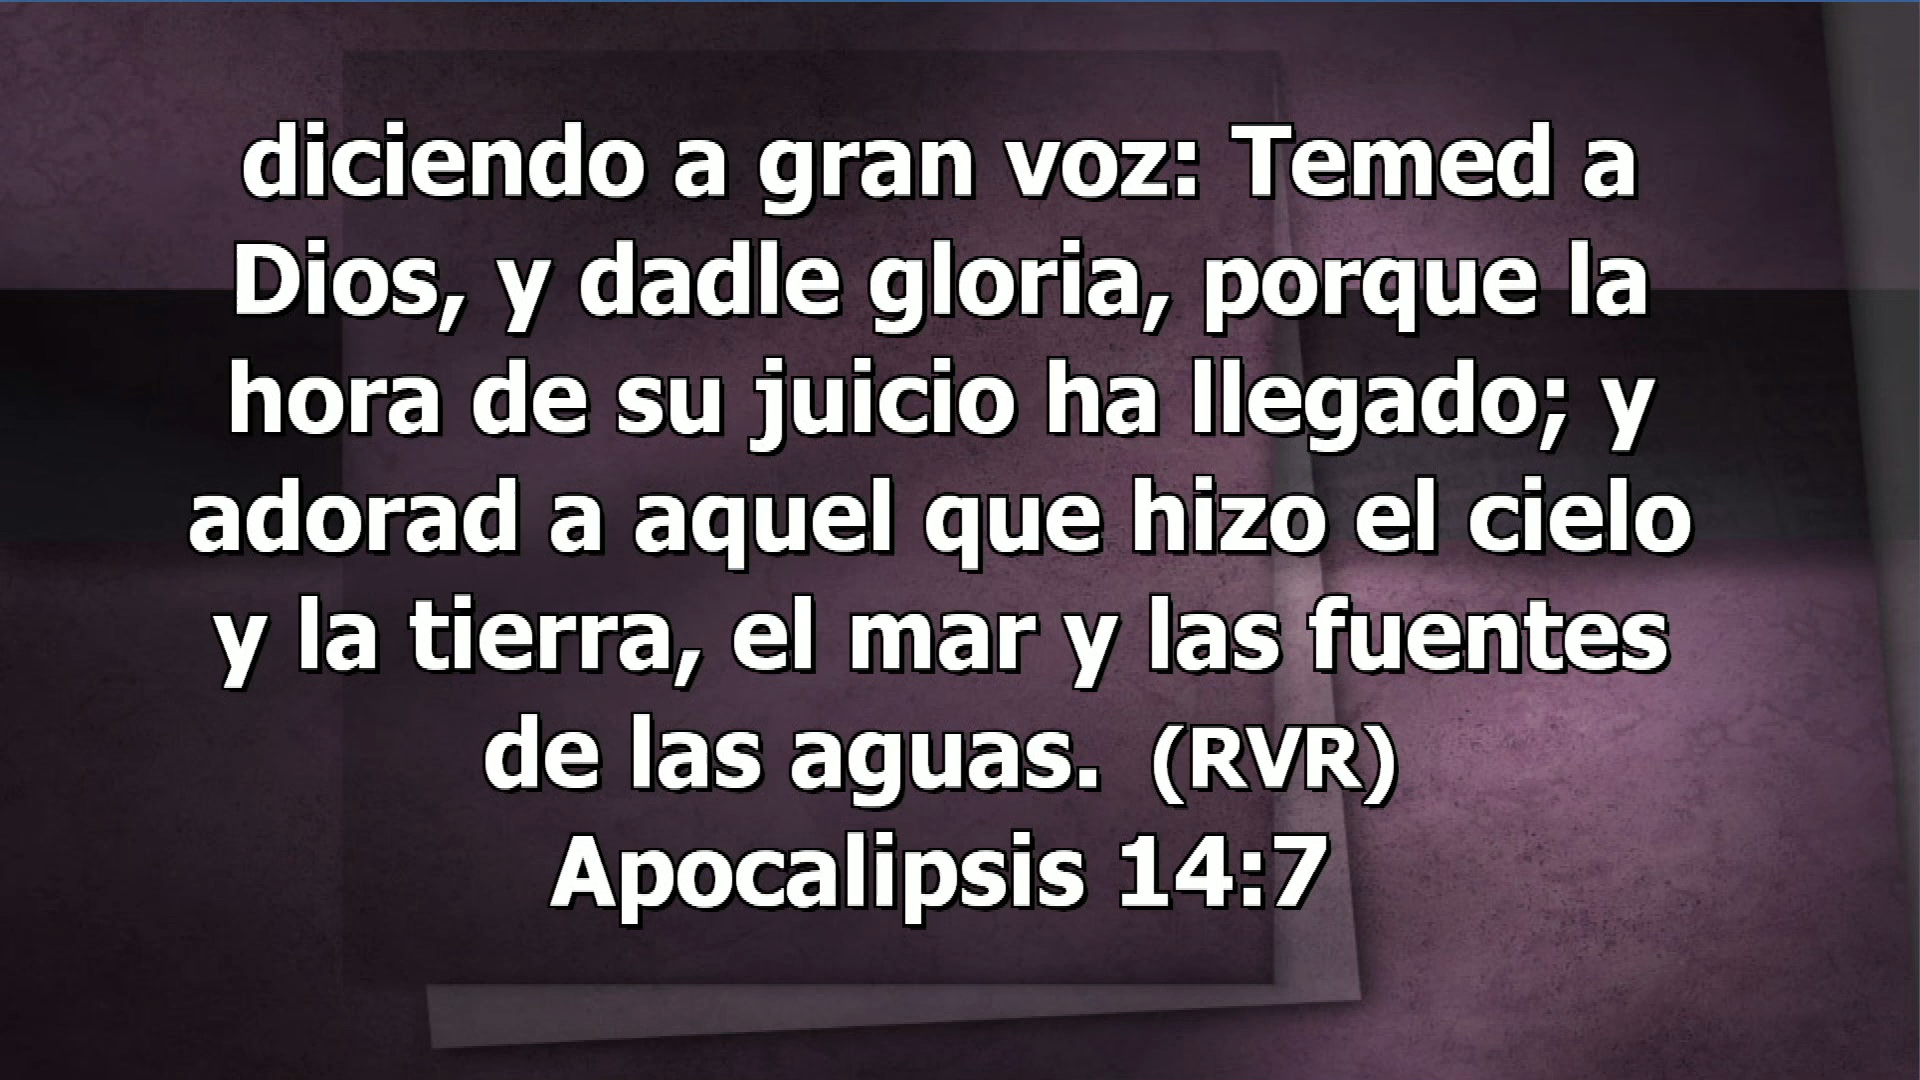 diciendo a gran voz: Temed a
Dios, y dadle gloria, porque la
hora de su juicio ha llegado; y
adorad a aquel que hizo el cielo
y la tierra, el mar y las fuentes
de las aguas.  (RVR)
Apocalipsis 14:7